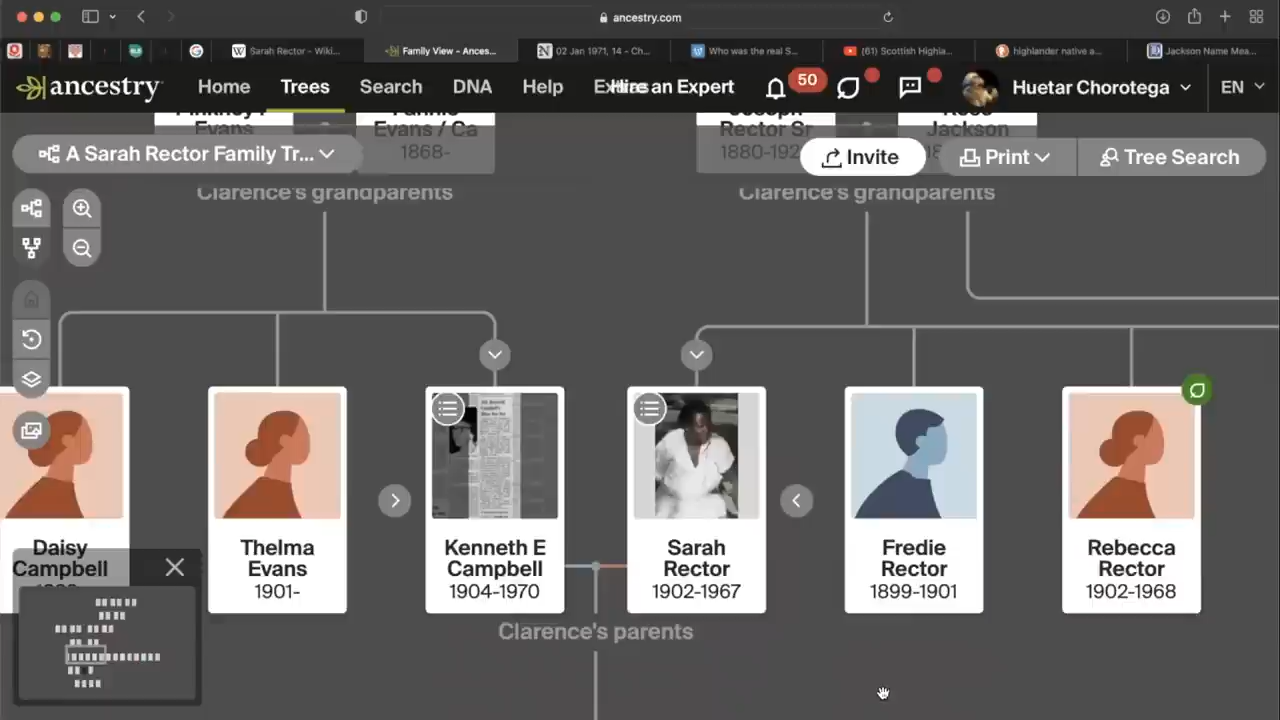 ancestry.com
Sarah Rector - Wiki...
Family View - Ances...
02 Jan 1971, 14 - Ch...
Who was the real S...
(61) Scottish Highla...
highlander native a...
Jackson Name Mea...
ancestry
Home
Trees
Search
DNA
Help
Hire an Expert
50
Huetar Chorotega
EN
Evans
Evans / Ca
1868-
Rector Sr
1880-192
Jackson
A Sarah Rector Family Tr...
Invite
Print
Tree Search
Clarence's grandparents
Clarence's grandparents
Daisy
Campbell
Thelma
Evans
1901-
Kenneth E
Campbell
1904-1970
Sarah
Rector
1902-1967
Fredie
Rector
1899-1901
Rebecca
Rector
1902-1968
Clarence's parents